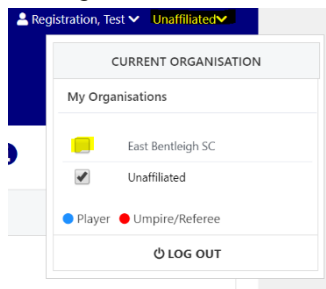 Registration, Test Unaffiliated
CURRENT ORGANISATION
My Organisations
East Bentleigh SC
Unaffiliated
Player Umpire/Referee
LOG OUT